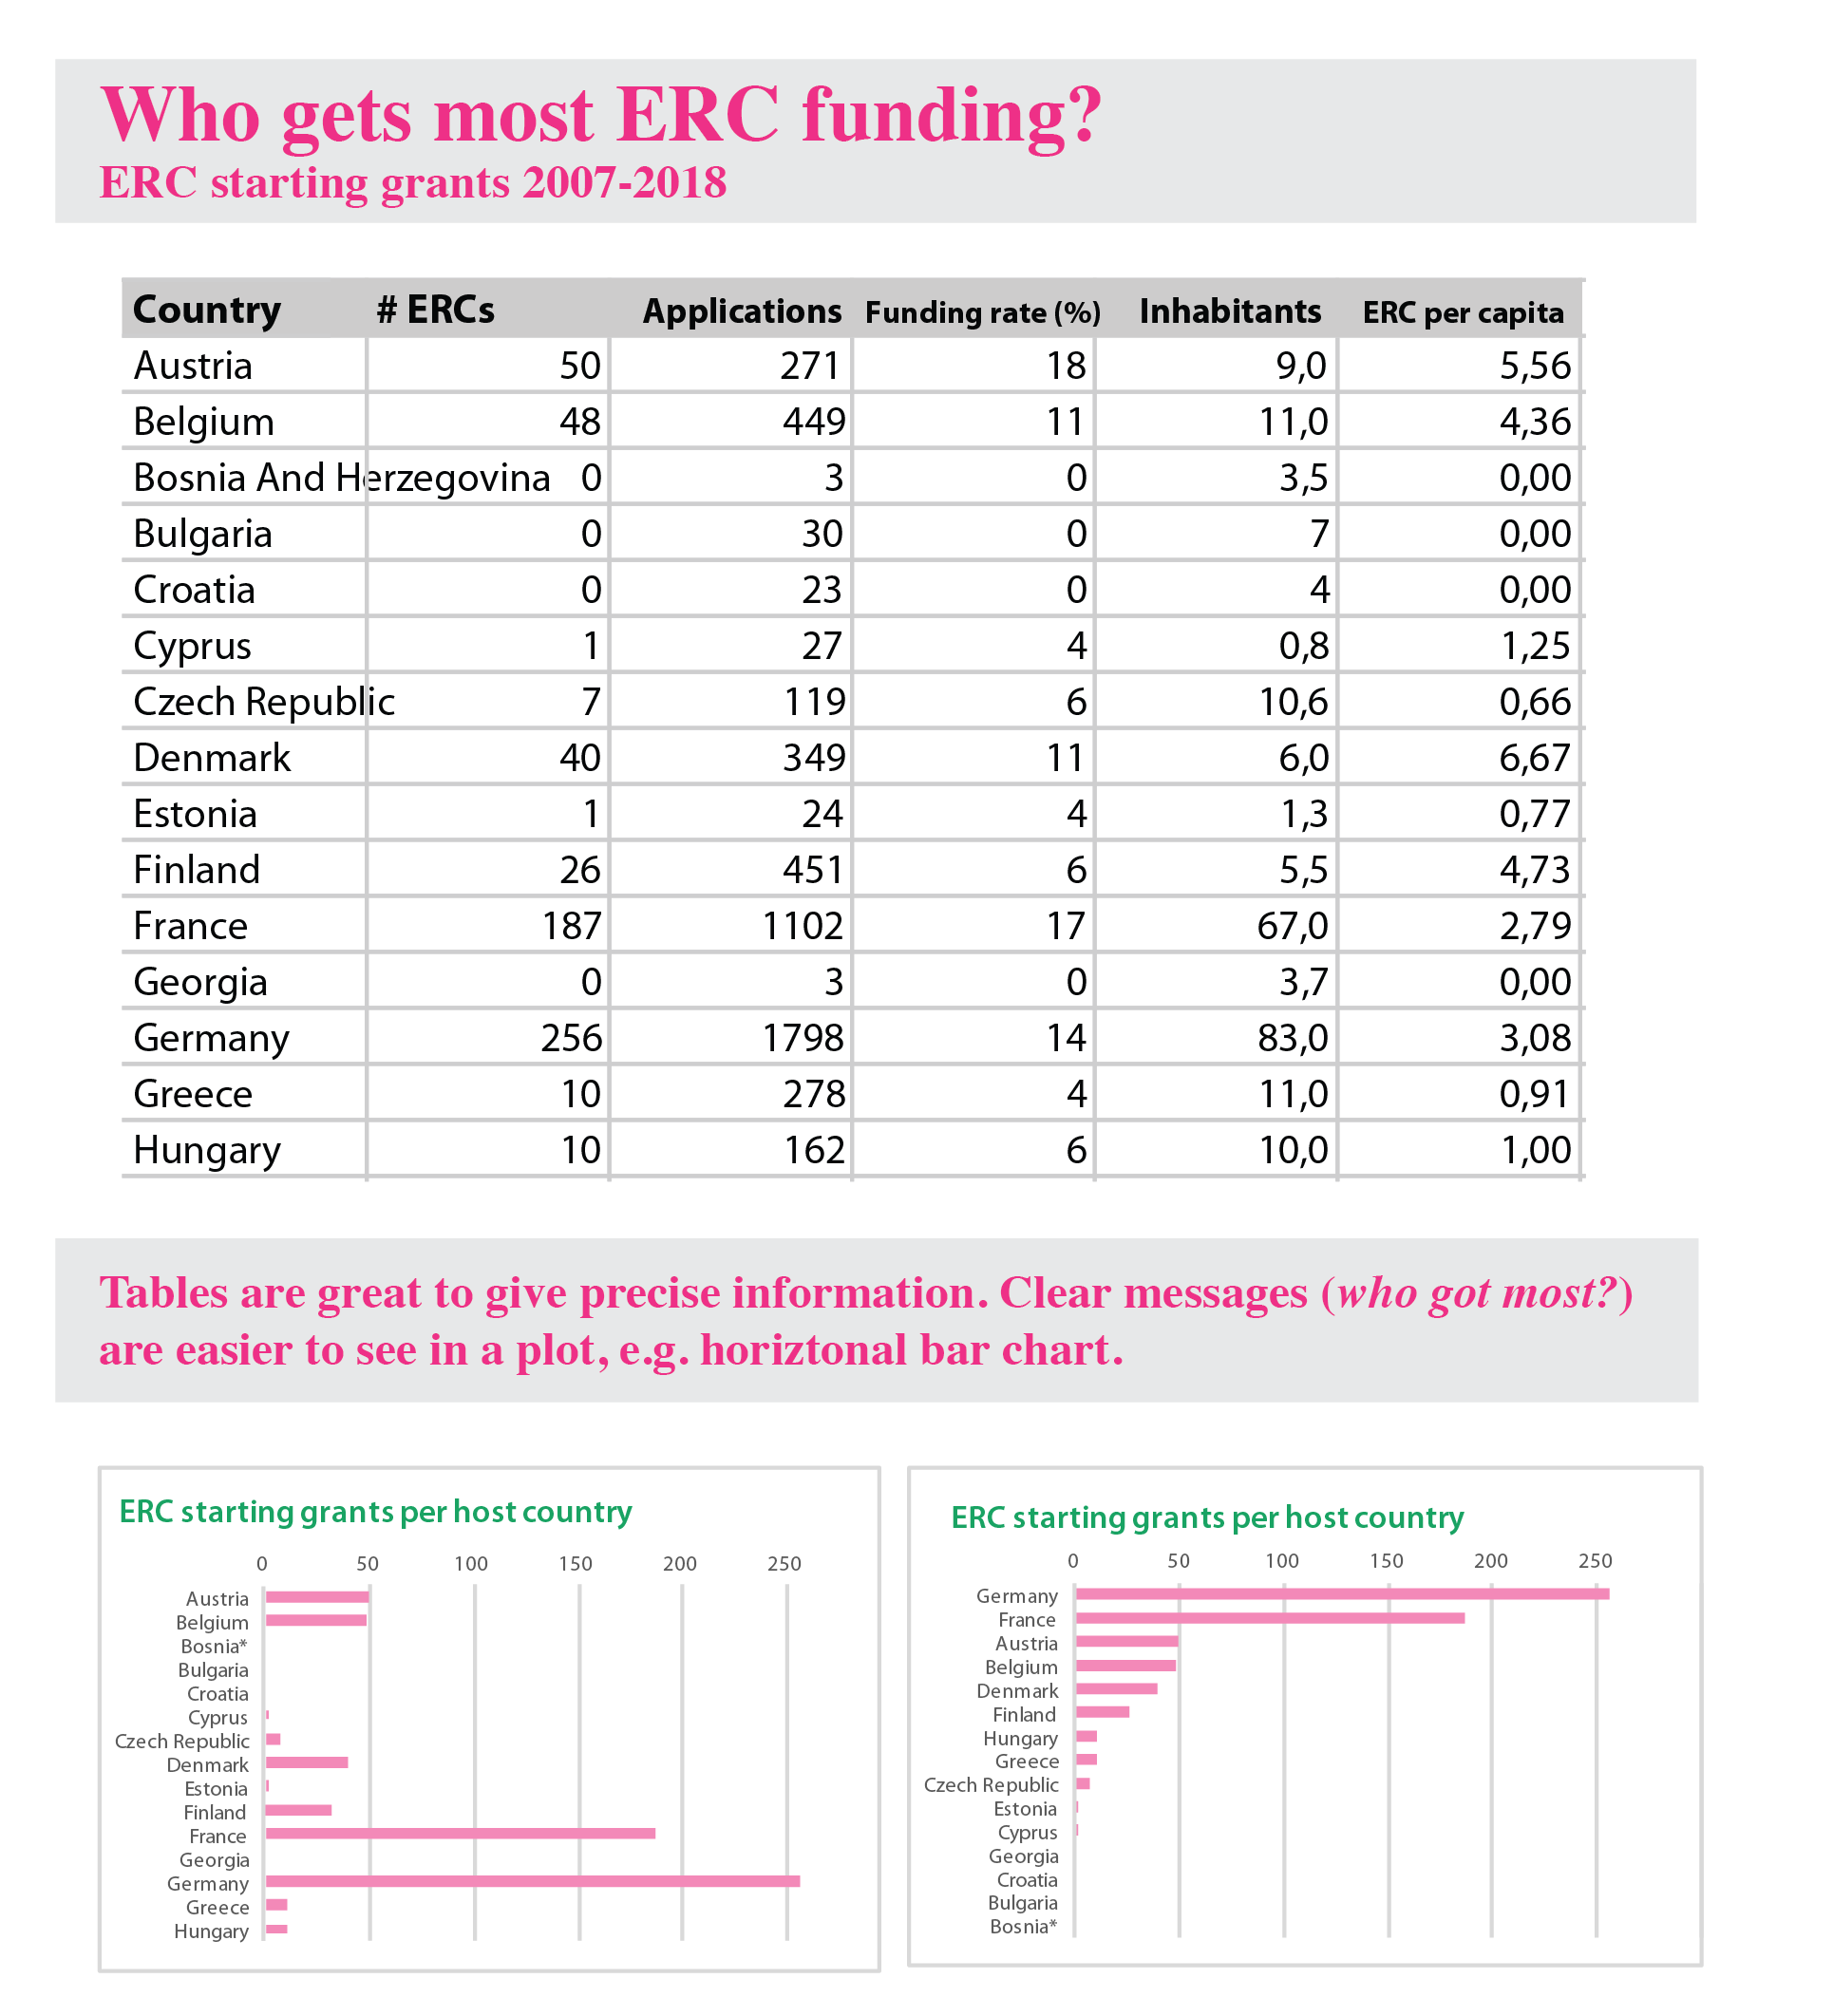 Who gets most ERC funding?
ERC starting grants 2007-2018
Country # ERCs Applications Funding rate (%) Inhabitants ERC per capita
Austria 50 271 18 9,0 5,56
Belgium 48 449 11 11,0 4,36
Bosnia And Herzegovina 0 3 0 3,5 0,00
Bulgaria 0 30 0 7 0,00
Croatia 0 23 0 4 0,00
Cyprus 1 27 4 0,8 1,25
Czech Republic 7 119 6 10,6 0,66
Denmark 40 349 11 6,0 6,67
Estonia 1 24 4 1,3 0,77
Finland 26 451 6 5,5 4,73
France 187 1102 17 67,0 2,79
Georgia 0 3 0 3,7 0,00
Germany 256 1798 14 83,0 3,08
Greece 10 278 4 11,0 0,91
Hungary 10 162 6 10,0 1,00
Tables are great to give precise information. Clear messages (who got most?)
are easier to see in a plot, e.g. horiztonal bar chart.
ERC starting grants per host country
0 50 100 150 200 250
Austria
Belgium
Bosnia*
Bulgaria
Croatia
Cyprus
Czech Republic
Denmark
Estonia
Finland
France
Georgia
Germany
Greece
Hungary
ERC starting grants per host country
0 50 100 150 200 250
Germany
France
Austria
Belgium
Denmark
Finland
Hungary
Greece
Czech Republic
Estonia
Cyprus
Georgia
Croatia
Bulgaria
Bosnia*